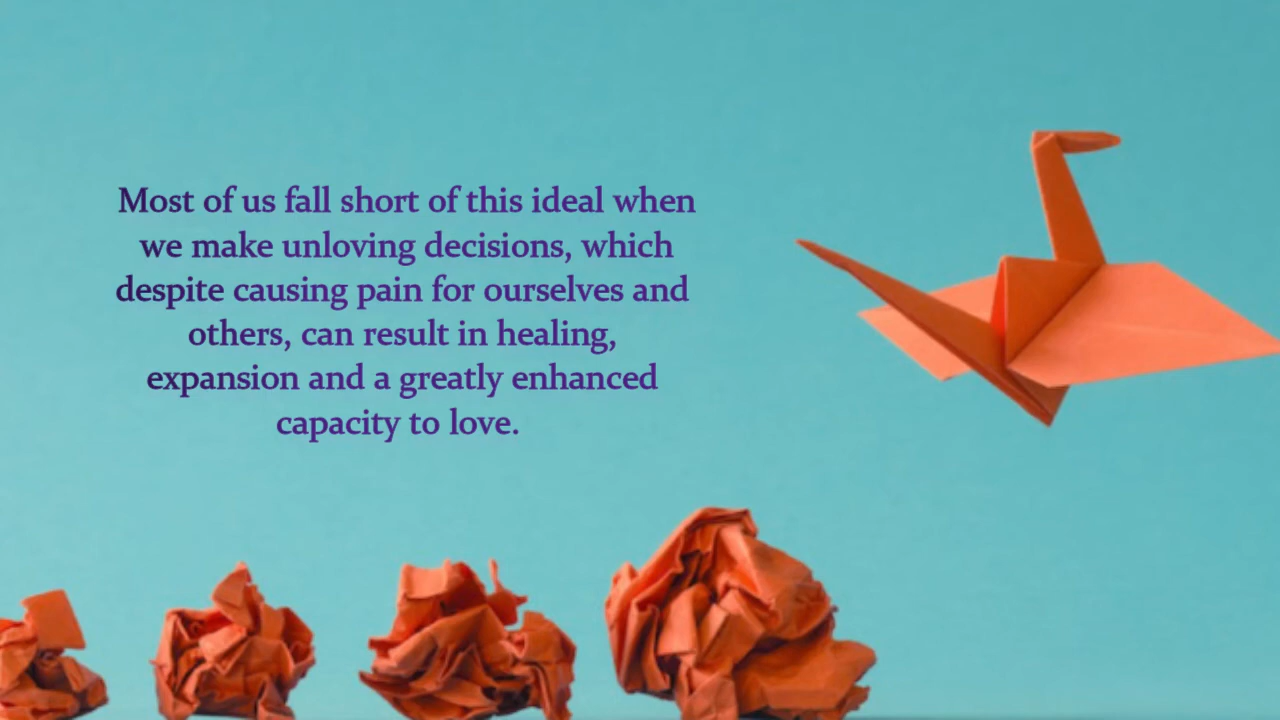 Most of us fall short of this ideal when
we make unloving decisions, which
despite causing pain for ourselves and
others, can result in healing,
expansion and a greatly enhanced
capacity to love.